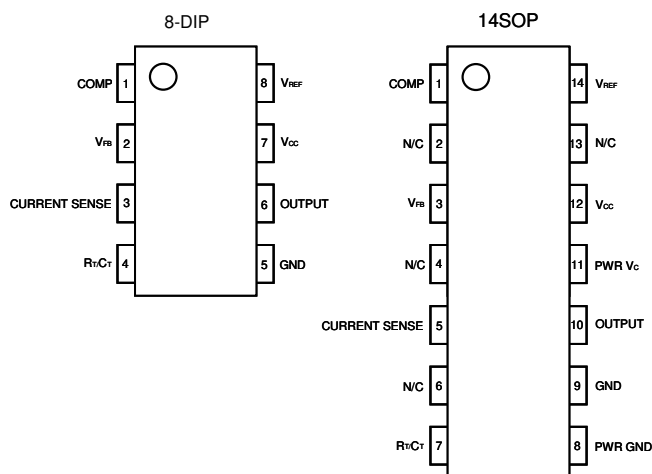 8-DIP
COMP 1
8 VREF
VFB 2
7 VCC
CURRENT SENSE 3
6 OUTPUT
RT/CT 4
5 GND
14SOP
COMP 1
14 VREF
N/C 2
13 N/C
VFB 3
12 VCC
N/C 4
11 PWR VC
CURRENT SENSE 5
10 OUTPUT
N/C 6
9 GND
RT/CT 7
8 PWR GND